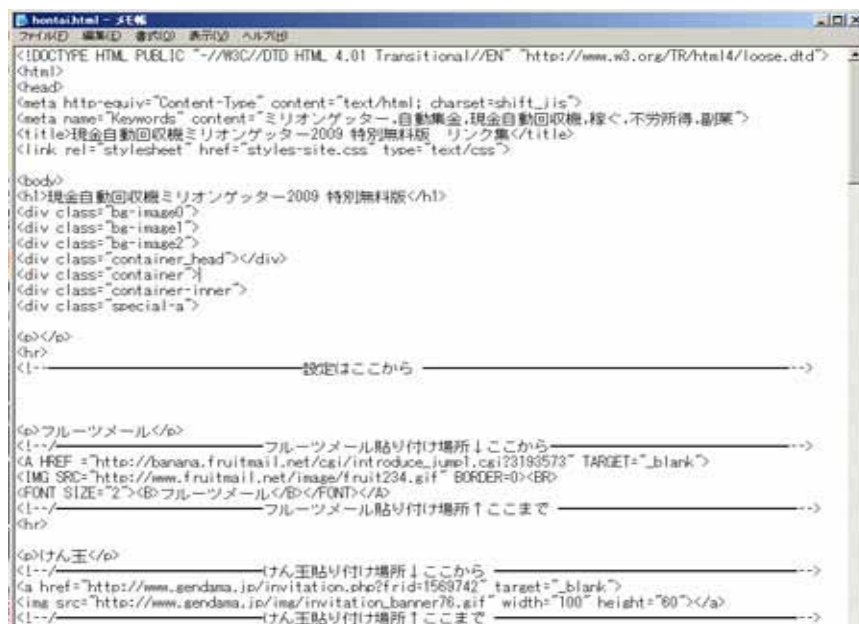 hontai.html - メモ帳
ファイル(F) 編集(E) 書式(O) 表示(V) ヘルプ(H)
<!DOCTYPE HTML PUBLIC "-//W3C//DTD HTML 4.01 Transitional//EN" "http://www.w3.org/TR/html4/loose.dtd">
<html>
<head>
<meta http-equiv="Content-Type" content="text/html; charset=shift_jis">
<meta name="Keywords" content="ミリオンゲッター,自動集金,現金自動回収機,稼ぐ,不労所得,副業">
<title>現金自動回収機ミリオンゲッター2009 特別無料版　リンク集</title>
<link rel="stylesheet" href="styles-site.css" type="text/css">
<body>
<h1>現金自動回収機ミリオンゲッター2009 特別無料版</h1>
<div class="bg-image0">
<div class="bg-image1">
<div class="bg-image2">
<div class="container_head"></div>
<div class="container">
<div class="container-inner">
<div class="special-a">
<p></p>
<hr>
<!--━━━━━━━━━━━━━━設定はここから ━━━━━━━━━━━━━━━━━━━━-->
<p>フルーツメール</p>
<!--/━━━━━━━━━━━━フルーツメール貼り付け場所↓ここから━━━━━━━━━━━━━-->
<A HREF ="http://banana.fruitmail.net/cgi/introduce_jump1.cgi?3193573" TARGET="_blank">
<IMG SRC="http://www.fruitmail.net/image/fruit234.gif" BORDER=0><BR>
<FONT SIZE="2"><B>フルーツメール</B></FONT></A>
<!--/━━━━━━━━━━━━フルーツメール貼り付け場所↑ここまで ━━━━━━━━━━━━━-->
<hr>
<p>げん玉</p>
<!--/━━━━━━━━━━━━げん玉貼り付け場所↓ここから ━━━━━━━━━━━━━━━━-->
<a href="http://www.gendama.jp/invitation.php?frid=1569742" target="_blank">
<img src="http://www.gendama.jp/img/invitation_banner76.gif" width="100" height="60"></a>
<!--/━━━━━━━━━━━━げん玉貼り付け場所↑ここまで ━━━━━━━━━━━━━━━━-->